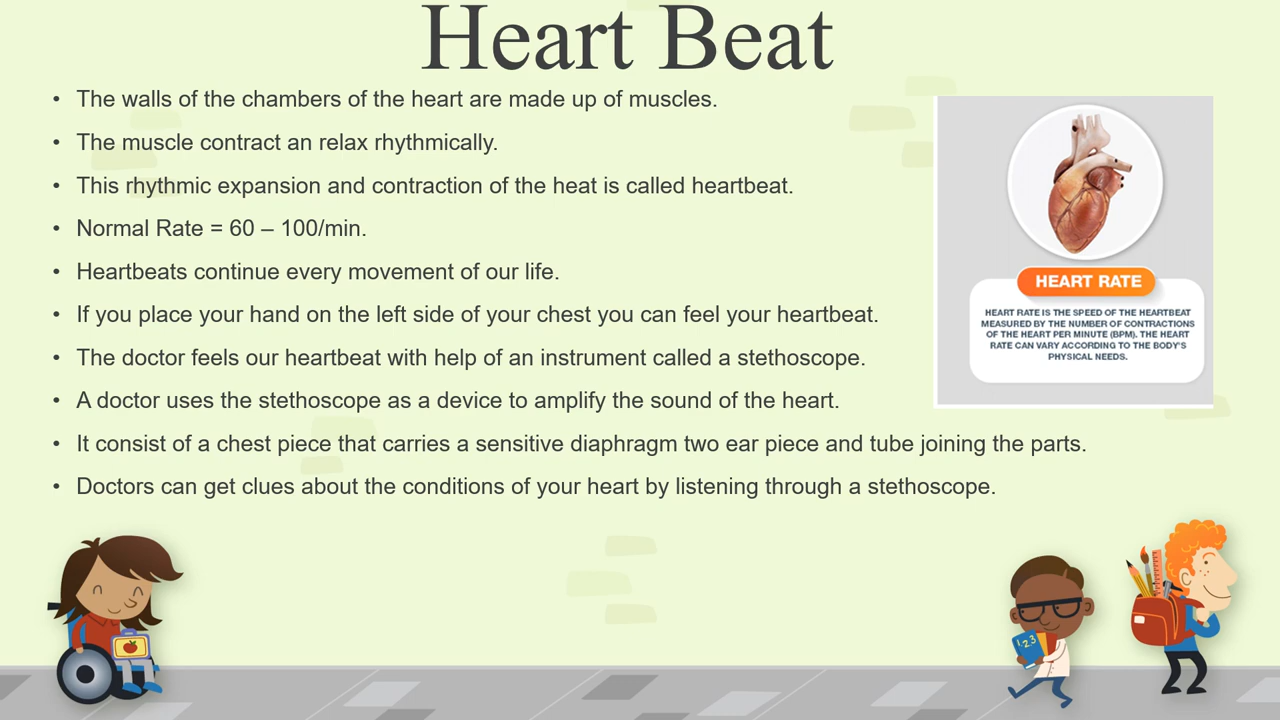 Heart Beat
• The walls of the chambers of the heart are made up of muscles.
• The muscle contract an relax rhythmically.
• This rhythmic expansion and contraction of the heat is called heartbeat.
• Normal Rate = 60 – 100/min.
• Heartbeats continue every movement of our life.
• If you place your hand on the left side of your chest you can feel your heartbeat.
• The doctor feels our heartbeat with help of an instrument called a stethoscope.
• A doctor uses the stethoscope as a device to amplify the sound of the heart.
• It consist of a chest piece that carries a sensitive diaphragm two ear piece and tube joining the parts.
• Doctors can get clues about the conditions of your heart by listening through a stethoscope.
HEART RATE
HEART RATE IS THE SPEED OF THE HEARTBEAT
MEASURED BY THE NUMBER OF CONTRACTIONS
OF THE HEART PER MINUTE (BPM). THE HEART
RATE CAN VARY ACCORDING TO THE BODY'S
PHYSICAL NEEDS.
123